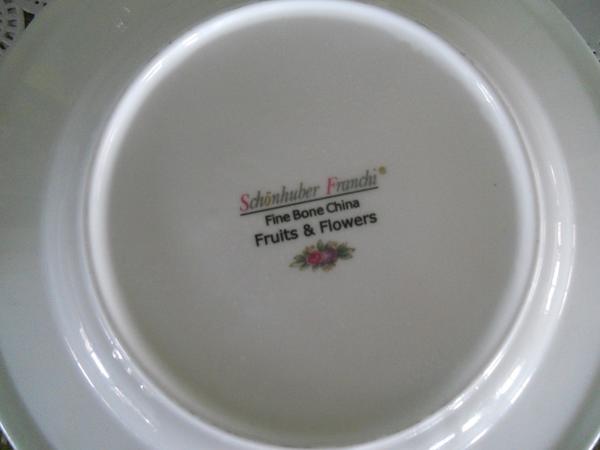 Schönhuber Franchi
Fine Bone China
Fruits & Flowers